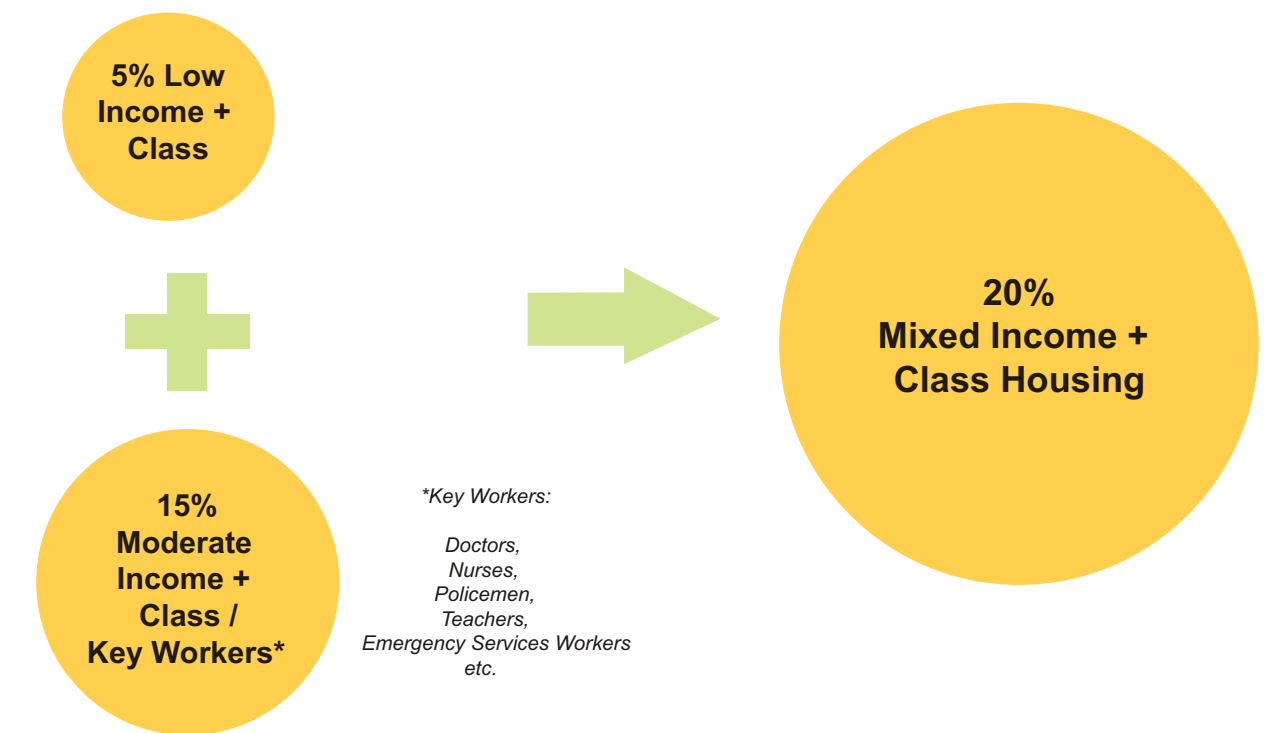 5% Low
Income +
Class
15%
Moderate
Income +
Class /
Key Workers*
*Key Workers:
Doctors,
Nurses,
Policemen,
Teachers,
Emergency Services Workers
etc.
20%
Mixed Income +
Class Housing